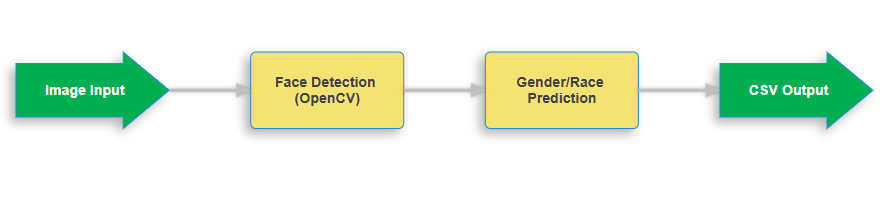 Image Input
Face Detection
(OpenCV)
Gender/Race
Prediction
CSV Output